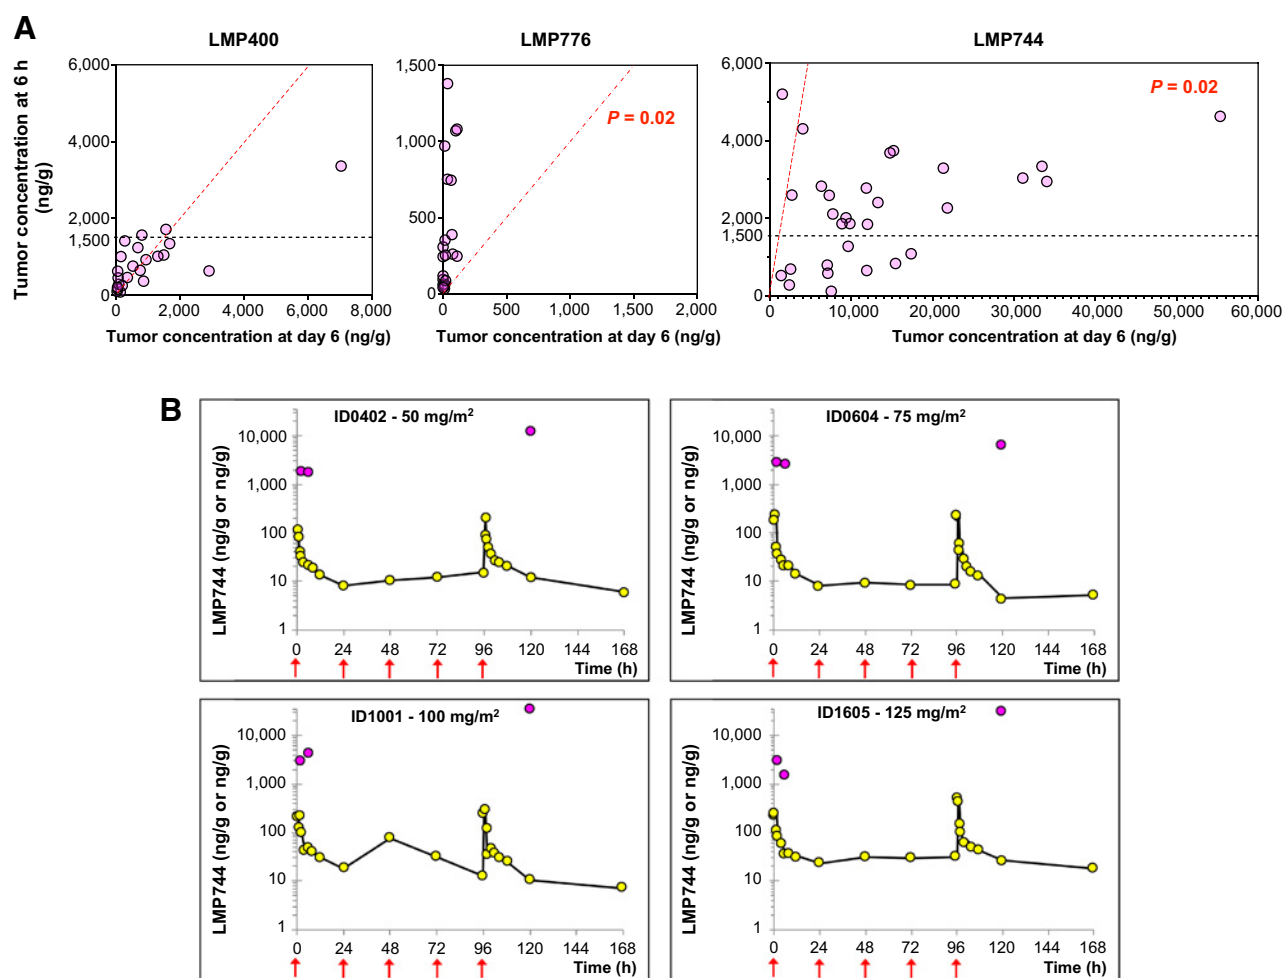 A
LMP400
LMP776
LMP744
Tumor concentration at 6 h
(ng/g)
6,000
2,000
1,500
0
0 2,000 4,000 6,000 8,000
Tumor concentration at day 6 (ng/g)
1,500
1,000
500
0
P = 0.02
0 500 1,000 1,500 2,000
Tumor concentration at day 6 (ng/g)
6,000
4,000
2,000
1,500
0
P = 0.02
0 10,000 20,000 30,000 40,000 50,000 60,000
Tumor concentration at day 6 (ng/g)
B
ID0402 - 50 mg/m²
LMP744 (ng/g or ng/g)
10,000
1,000
100
10
1
0 24 48 72 96 120 144 168
Time (h)
ID0604 - 75 mg/m²
LMP744 (ng/g or ng/g)
10,000
1,000
100
10
1
0 24 48 72 96 120 144 168
Time (h)
ID1001 - 100 mg/m²
LMP744 (ng/g or ng/g)
10,000
1,000
100
10
1
0 24 48 72 96 120 144 168
Time (h)
ID1605 - 125 mg/m²
LMP744 (ng/g or ng/g)
10,000
1,000
100
10
1
0 24 48 72 96 120 144 168
Time (h)